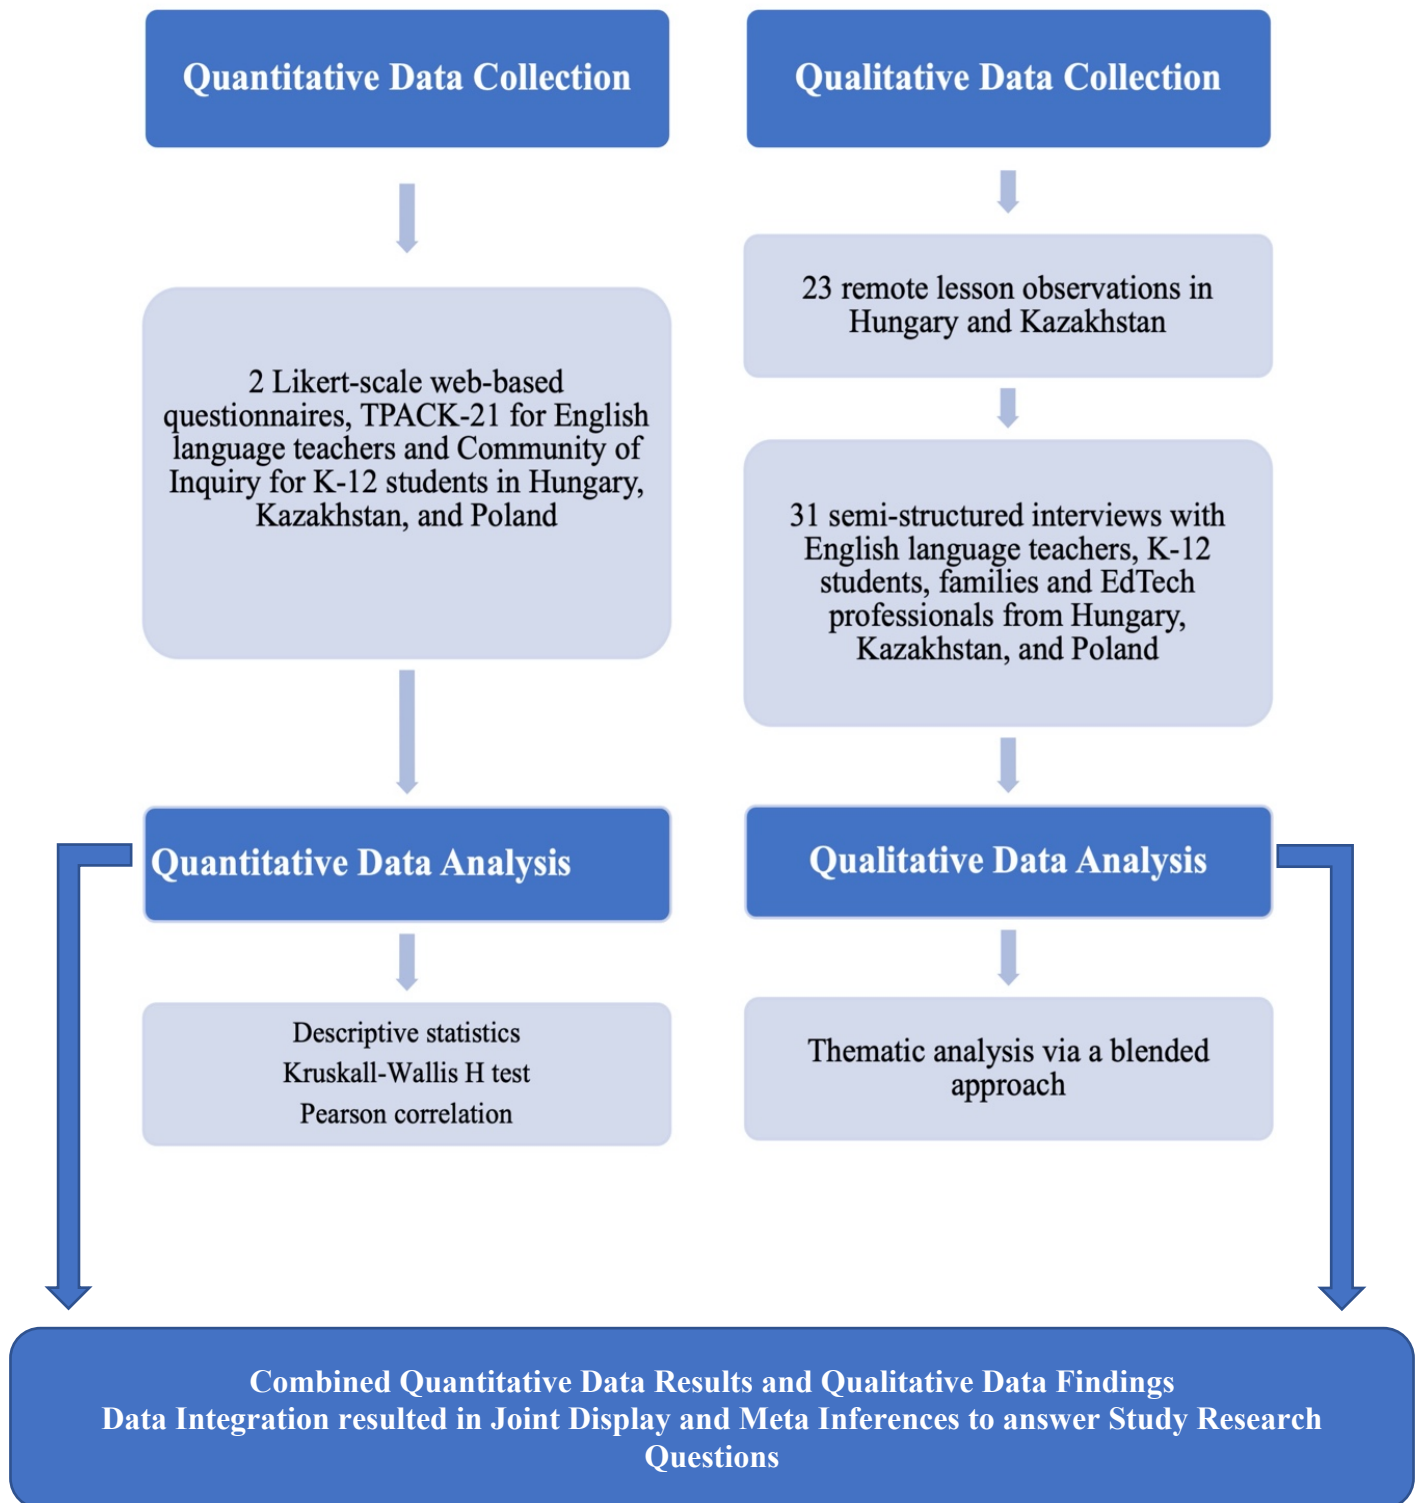 Quantitative Data Collection
2 Likert-scale web-based
questionnaires, TPACK-21 for English
language teachers and Community of
Inquiry for K-12 students in Hungary,
Kazakhstan, and Poland
Quantitative Data Analysis
Descriptive statistics
Kruskall-Wallis H test
Pearson correlation
Qualitative Data Collection
23 remote lesson observations in
Hungary and Kazakhstan
31 semi-structured interviews with
English language teachers, K-12
students, families and EdTech
professionals from Hungary,
Kazakhstan, and Poland
Qualitative Data Analysis
Thematic analysis via a blended
approach
Combined Quantitative Data Results and Qualitative Data Findings
Data Integration resulted in Joint Display and Meta Inferences to answer Study Research
Questions